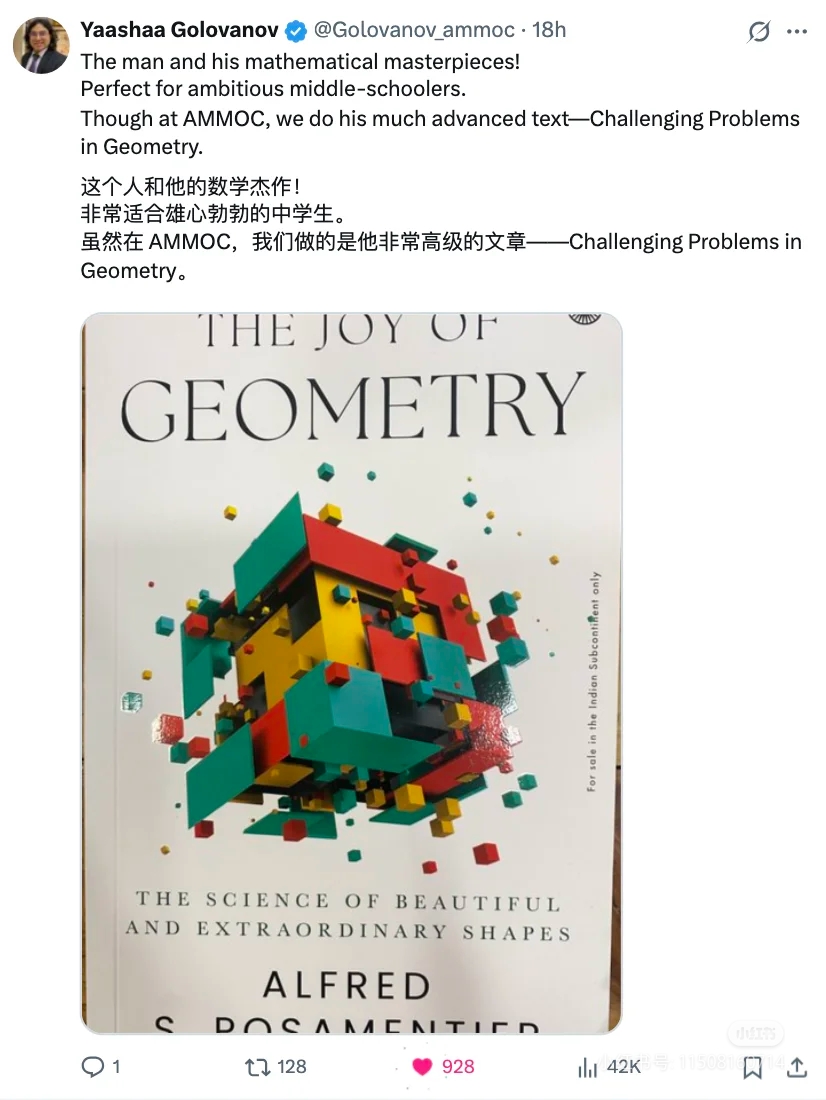 Yaashaa Golovanov @Golovanov_ammoc · 18h
The man and his mathematical masterpieces!
Perfect for ambitious middle-schoolers.
Though at AMMOC, we do his much advanced text—Challenging Problems
in Geometry.
这个人和他的数学杰作！
非常适合雄心勃勃的中学生。
虽然在 AMMOC，我们做的是他非常高级的文章——Challenging Problems in
Geometry。
THE JOY OF
GEOMETRY
For sale in the Indian Subcontinent only
THE SCIENCE OF BEAUTIFUL
AND EXTRAORDINARY SHAPES
ALFRED
S. POSAMENTIER
小红书
1 128 928 42K